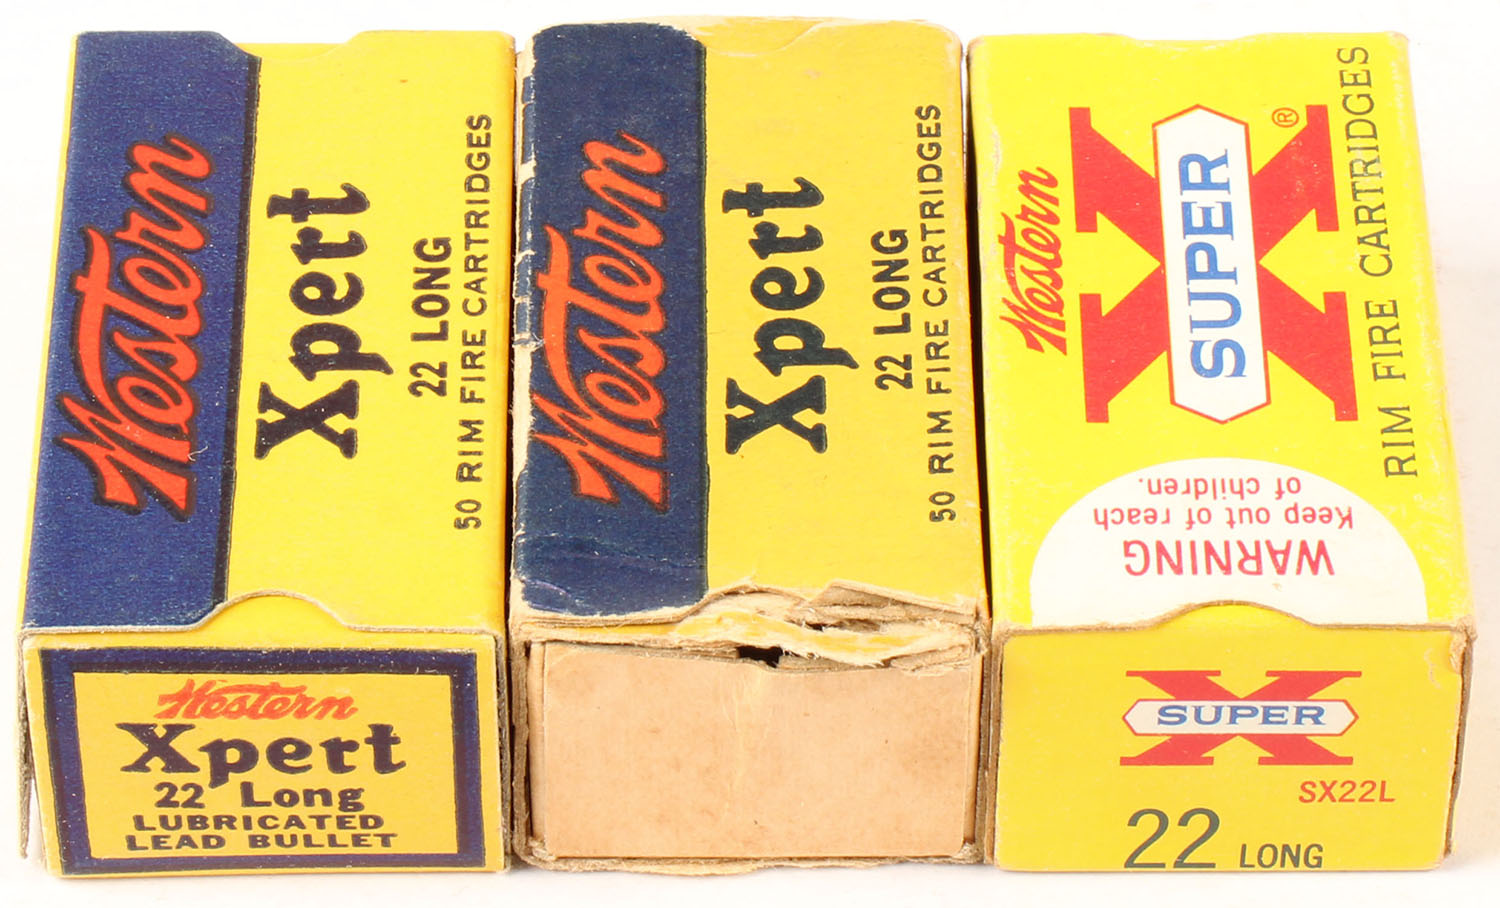 Western
Xpert
22 LONG
50 RIM FIRE CARTRIDGES
Western
Xpert
22 Long
LUBRICATED
LEAD BULLET
Western
Xpert
22 LONG
50 RIM FIRE CARTRIDGES
Western
SUPER X®
RIM FIRE CARTRIDGES
WARNING
Keep out of reach
of children.
SUPER X
SX22L
22 LONG